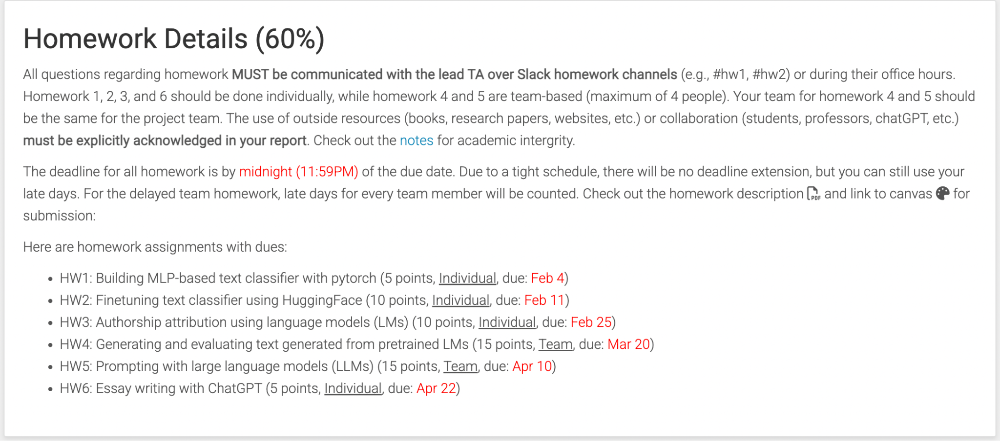 Homework Details (60%)
All questions regarding homework MUST be communicated with the lead TA over Slack homework channels (e.g., #hw1, #hw2) or during their office hours.
Homework 1, 2, 3, and 6 should be done individually, while homework 4 and 5 are team-based (maximum of 4 people). Your team for homework 4 and 5 should
be the same for the project team. The use of outside resources (books, research papers, websites, etc.) or collaboration (students, professors, chatGPT, etc.)
must be explicitly acknowledged in your report. Check out the notes for academic intergrity.
The deadline for all homework is by midnight (11:59PM) of the due date. Due to a tight schedule, there will be no deadline extension, but you can still use your
late days. For the delayed team homework, late days for every team member will be counted. Check out the homework description PDF and link to canvas for
submission:
Here are homework assignments with dues:
• HW1: Building MLP-based text classifier with pytorch (5 points, Individual, due: Feb 4)
• HW2: Finetuning text classifier using HuggingFace (10 points, Individual, due: Feb 11)
• HW3: Authorship attribution using language models (LMs) (10 points, Individual, due: Feb 25)
• HW4: Generating and evaluating text generated from pretrained LMs (15 points, Team, due: Mar 20)
• HW5: Prompting with large language models (LLMs) (15 points, Team, due: Apr 10)
• HW6: Essay writing with ChatGPT (5 points, Individual, due: Apr 22)